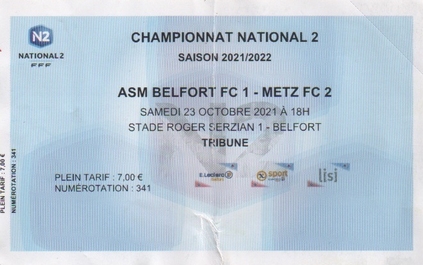 N2
NATIONAL 2
FFF
CHAMPIONNAT NATIONAL 2
SAISON 2021/2022
ASM BELFORT FC 1 - METZ FC 2
SAMEDI 23 OCTOBRE 2021 À 18H
STADE ROGER SERZIAN 1 - BELFORT
TRIBUNE
PLEIN TARIF : 7,00 €
NUMÉROTATION : 341
E.Leclerc
sport
lisi
PLEIN TARIF : 7,00 €
NUMÉROTATION : 341